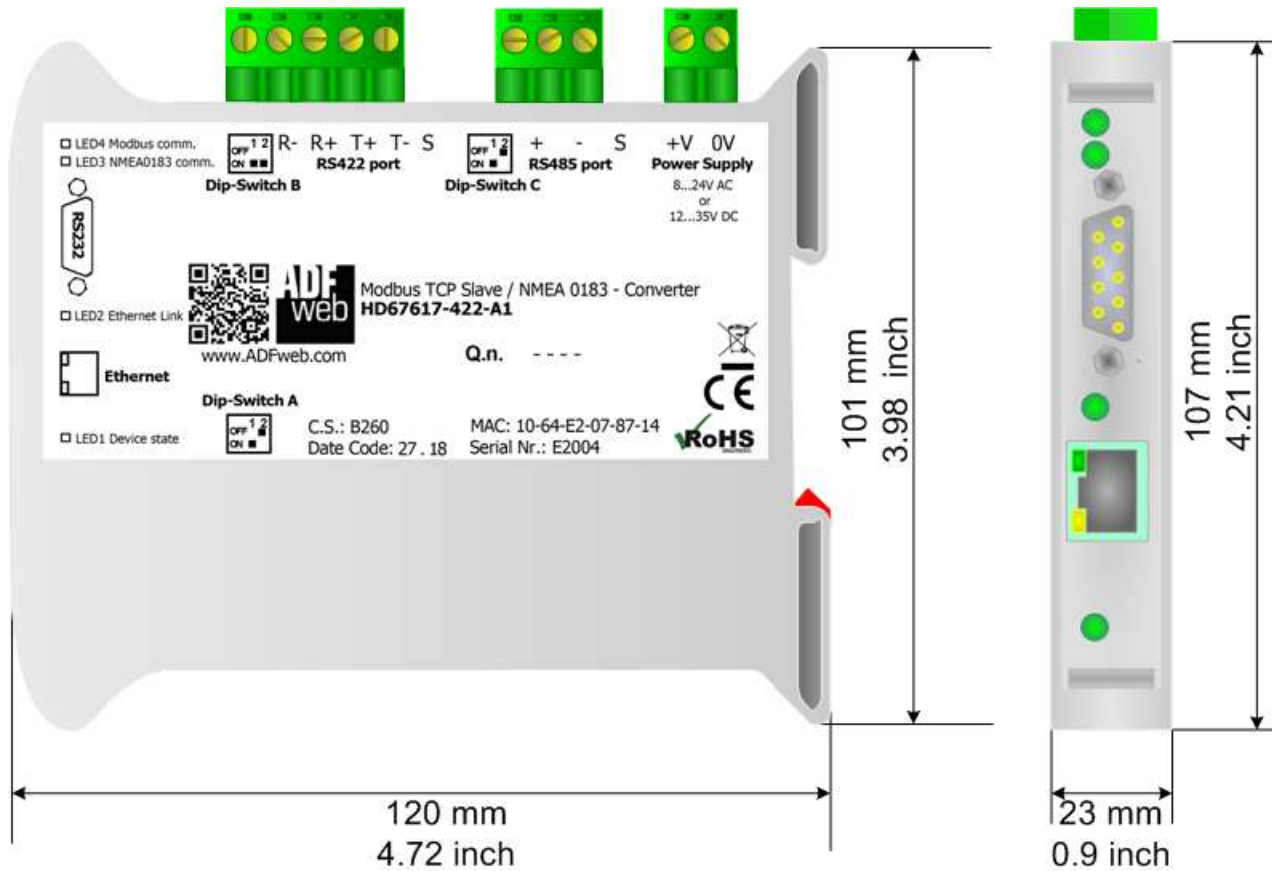 LED4 Modbus comm.
LED3 NMEA0183 comm.
OFF 1 2
ON
Dip-Switch B
R- R+ T+ T- S
RS422 port
OFF 1 2
ON
Dip-Switch C
+ - S
RS485 port
+V 0V
Power Supply
8...24V AC
or
12...35V DC
RS232
ADF
web
www.ADFweb.com
Modbus TCP Slave / NMEA 0183 - Converter
HD67617-422-A1
LED2 Ethernet Link
Q.n. - - - -
Ethernet
CE
Dip-Switch A
OFF 1 2
ON
LED1 Device state
C.S.: B260
Date Code: 27 . 18
MAC: 10-64-E2-07-87-14
Serial Nr.: E2004
RoHS
101 mm
3.98 inch
107 mm
4.21 inch
120 mm
4.72 inch
23 mm
0.9 inch